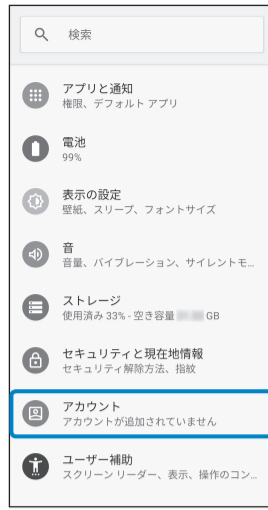 検索
アプリと通知
権限、デフォルト アプリ
電池
99%
表示の設定
壁紙、スリープ、フォントサイズ
音
音量、バイブレーション、サイレントモ...
ストレージ
使用済み 33% - 空き容量 GB
セキュリティと現在地情報
セキュリティ解除方法、指紋
アカウント
アカウントが追加されていません
ユーザー補助
スクリーン リーダー、表示、操作のコン...